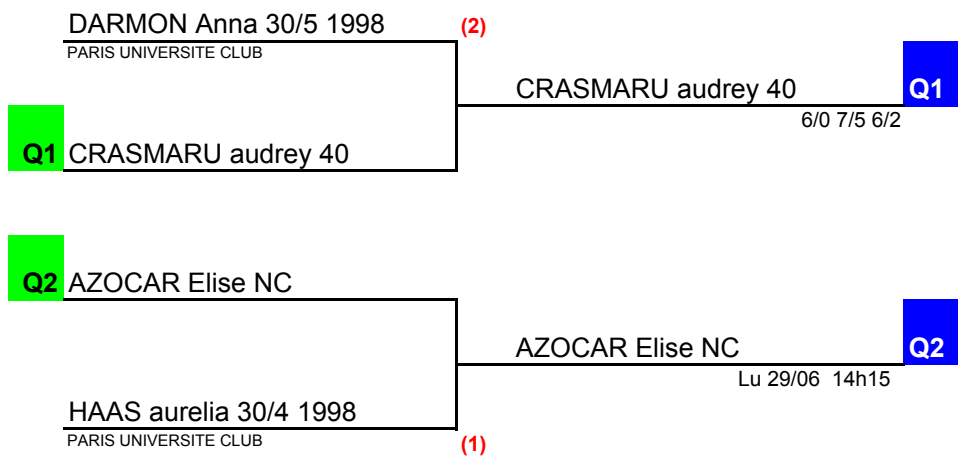 DARMON Anna 30/5 1998 (2)
PARIS UNIVERSITE CLUB
CRASMARU audrey 40 Q1
6/0 7/5 6/2
Q1 CRASMARU audrey 40
Q2 AZOCAR Elise NC
AZOCAR Elise NC Q2
Lu 29/06 14h15
HAAS aurelia 30/4 1998
PARIS UNIVERSITE CLUB (1)